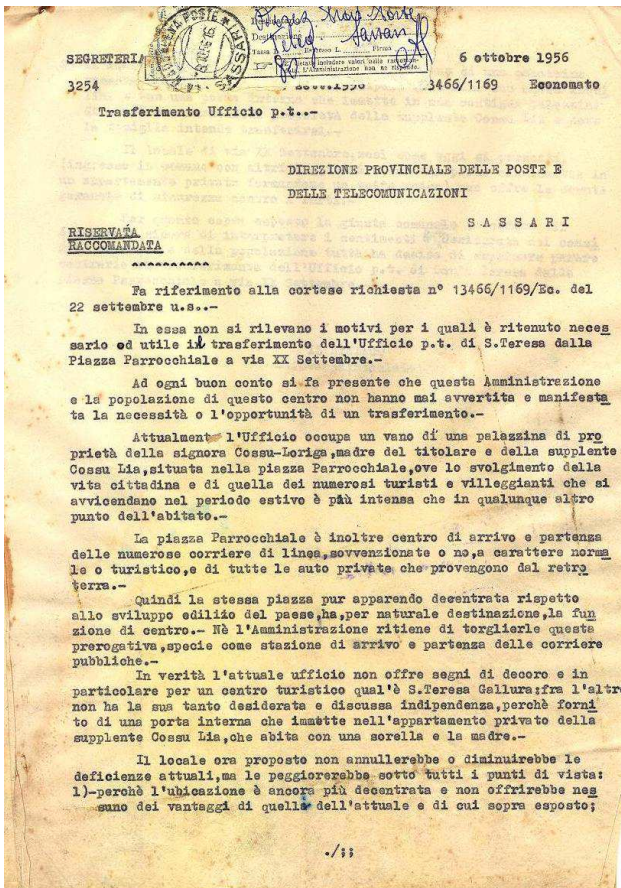 SEGRETERIA
6 ottobre 1956
3254
13466/1169 Economato
Trasferimento Ufficio p.t..-
DIREZIONE PROVINCIALE DELLE POSTE E
DELLE TELECOMUNICAZIONI
S A S S A R I
RISERVATA
RACCOMANDATA
Fa riferimento alla cortese richiesta n° 13466/1169/Ec. del
22 settembre u.s..-
In essa non si rilevano i motivi per i quali è ritenuto neces
sario ed utile il trasferimento dell'Ufficio p.t. di S.Teresa dalla
Piazza Parrocchiale a via XX Settembre.-
Ad ogni buon conto si fa presente che questa Amministrazione
e la popolazione di questo centro non hanno mai avvertita e manifesta
ta la necessità o l'opportunità di un trasferimento.-
Attualment l'Ufficio occupa un vano di una palazzina di pro
prietà della signora Cossu-Loriga,madre del titolare e della supplente
Cossu Lia,situata nella piazza Parrocchiale,ove lo svolgimento della
vita cittadina e di quella dei numerosi turisti e villeggianti che si
avvicendano nel periodo estivo è più intensa che in qualunque altro
punto dell'abitato.-
La piazza Parrocchiale è inoltre centro di arrivo e partenza
delle numerose corriere di linea,sovvenzionate o no,a carattere norma
le o turistico,e di tutte le auto private che provengono dal retro
terra.-
Quindi la stessa piazza pur apparendo decentrata rispetto
allo sviluppo edilizo del paese,ha,per naturale destinazione,la fun
zione di centro.- Nè l'Amministrazione ritiene di torglierle questa
prerogativa,specie come stazione di arrivo e partenza delle corriere
pubbliche.-
In verità l'attuale ufficio non offre segni di decoro e in
particolare per un centro turistico qual'è S.Teresa Gallura:fra l'altro
non ha la sua tanto desiderata e discussa indipendenza,perchè forni
to di una porta interna che immette nell'appartamento privato della
supplente Cossu Lia,che abita con una sorella e la madre.-
Il locale ora proposto non annullerebbe o diminuirebbe le
deficienze attuali,ma le peggiorerebbe sotto tutti i punti di vista:
1)-perchè l'ubicazione è ancora più decentrata e non offrirebbe nes
suno dei vantaggi di quella dell'attuale e di cui sopra esposto;
./;;